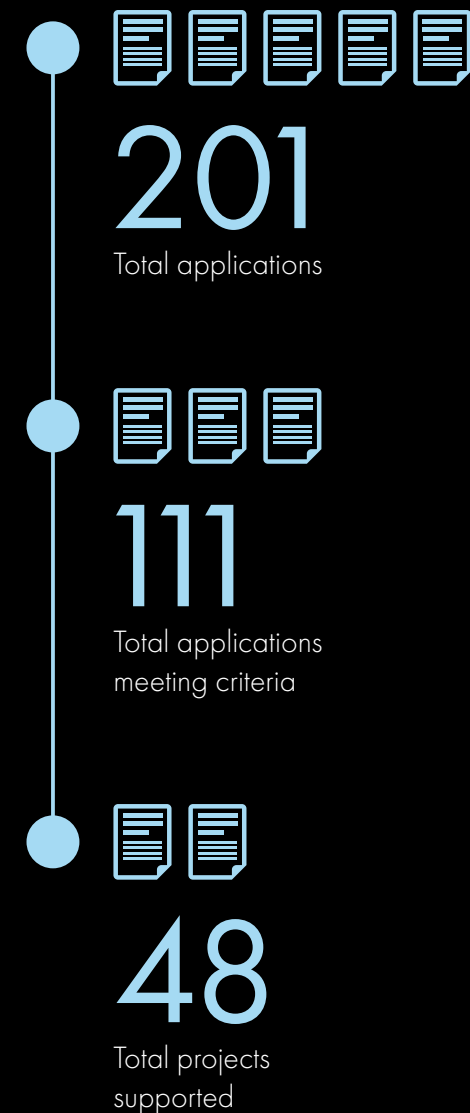 201
Total applications
111
Total applications
meeting criteria
48
Total projects
supported